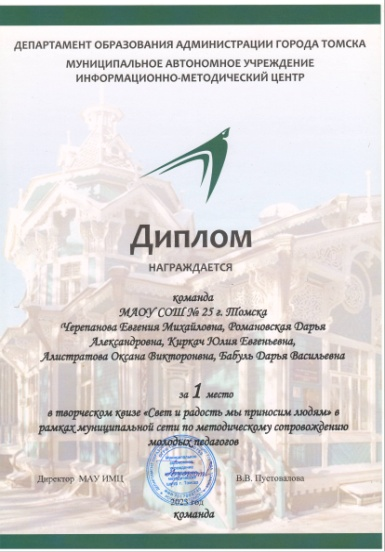 ДЕПАРТАМЕНТ ОБРАЗОВАНИЯ АДМИНИСТРАЦИИ ГОРОДА ТОМСКА
МУНИЦИПАЛЬНОЕ АВТОНОМНОЕ УЧРЕЖДЕНИЕ
ИНФОРМАЦИОННО-МЕТОДИЧЕСКИЙ ЦЕНТР
Диплом
НАГРАЖДАЕТСЯ
команда
МАОУ СОШ № 25 г. Томска
Черепанова Евгения Михайловна, Романовская Дарья
Александровна, Киркач Юлия Евгеньевна,
Алистратова Оксана Викторовна, Бабуль Дарья Васильевна
за 1 место
в творческом квизе «Свет и радость мы приносим людям» в
рамках муниципальной сети по методическому сопровождению
молодых педагогов
Директор МАУ ИМЦ В.В. Пустовалова
2025 год
команда